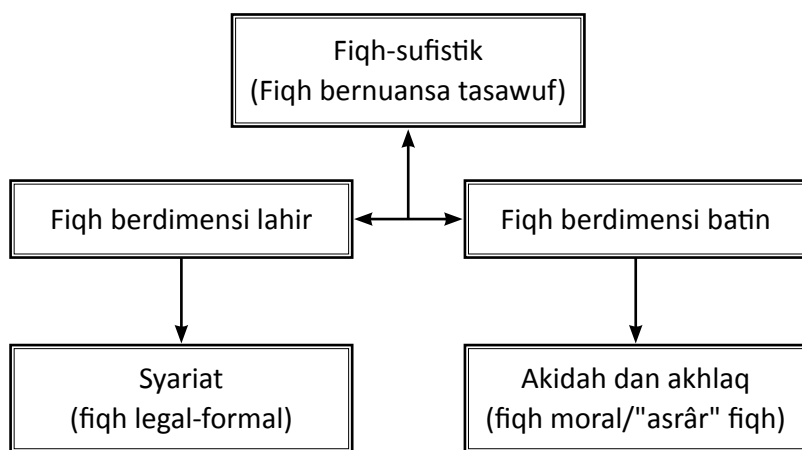 Fiqh-sufistik
(Fiqh bernuansa tasawuf)
Fiqh berdimensi lahir
Fiqh berdimensi batin
Syariat
(fiqh legal-formal)
Akidah dan akhlaq
(fiqh moral/"asrâr" fiqh)